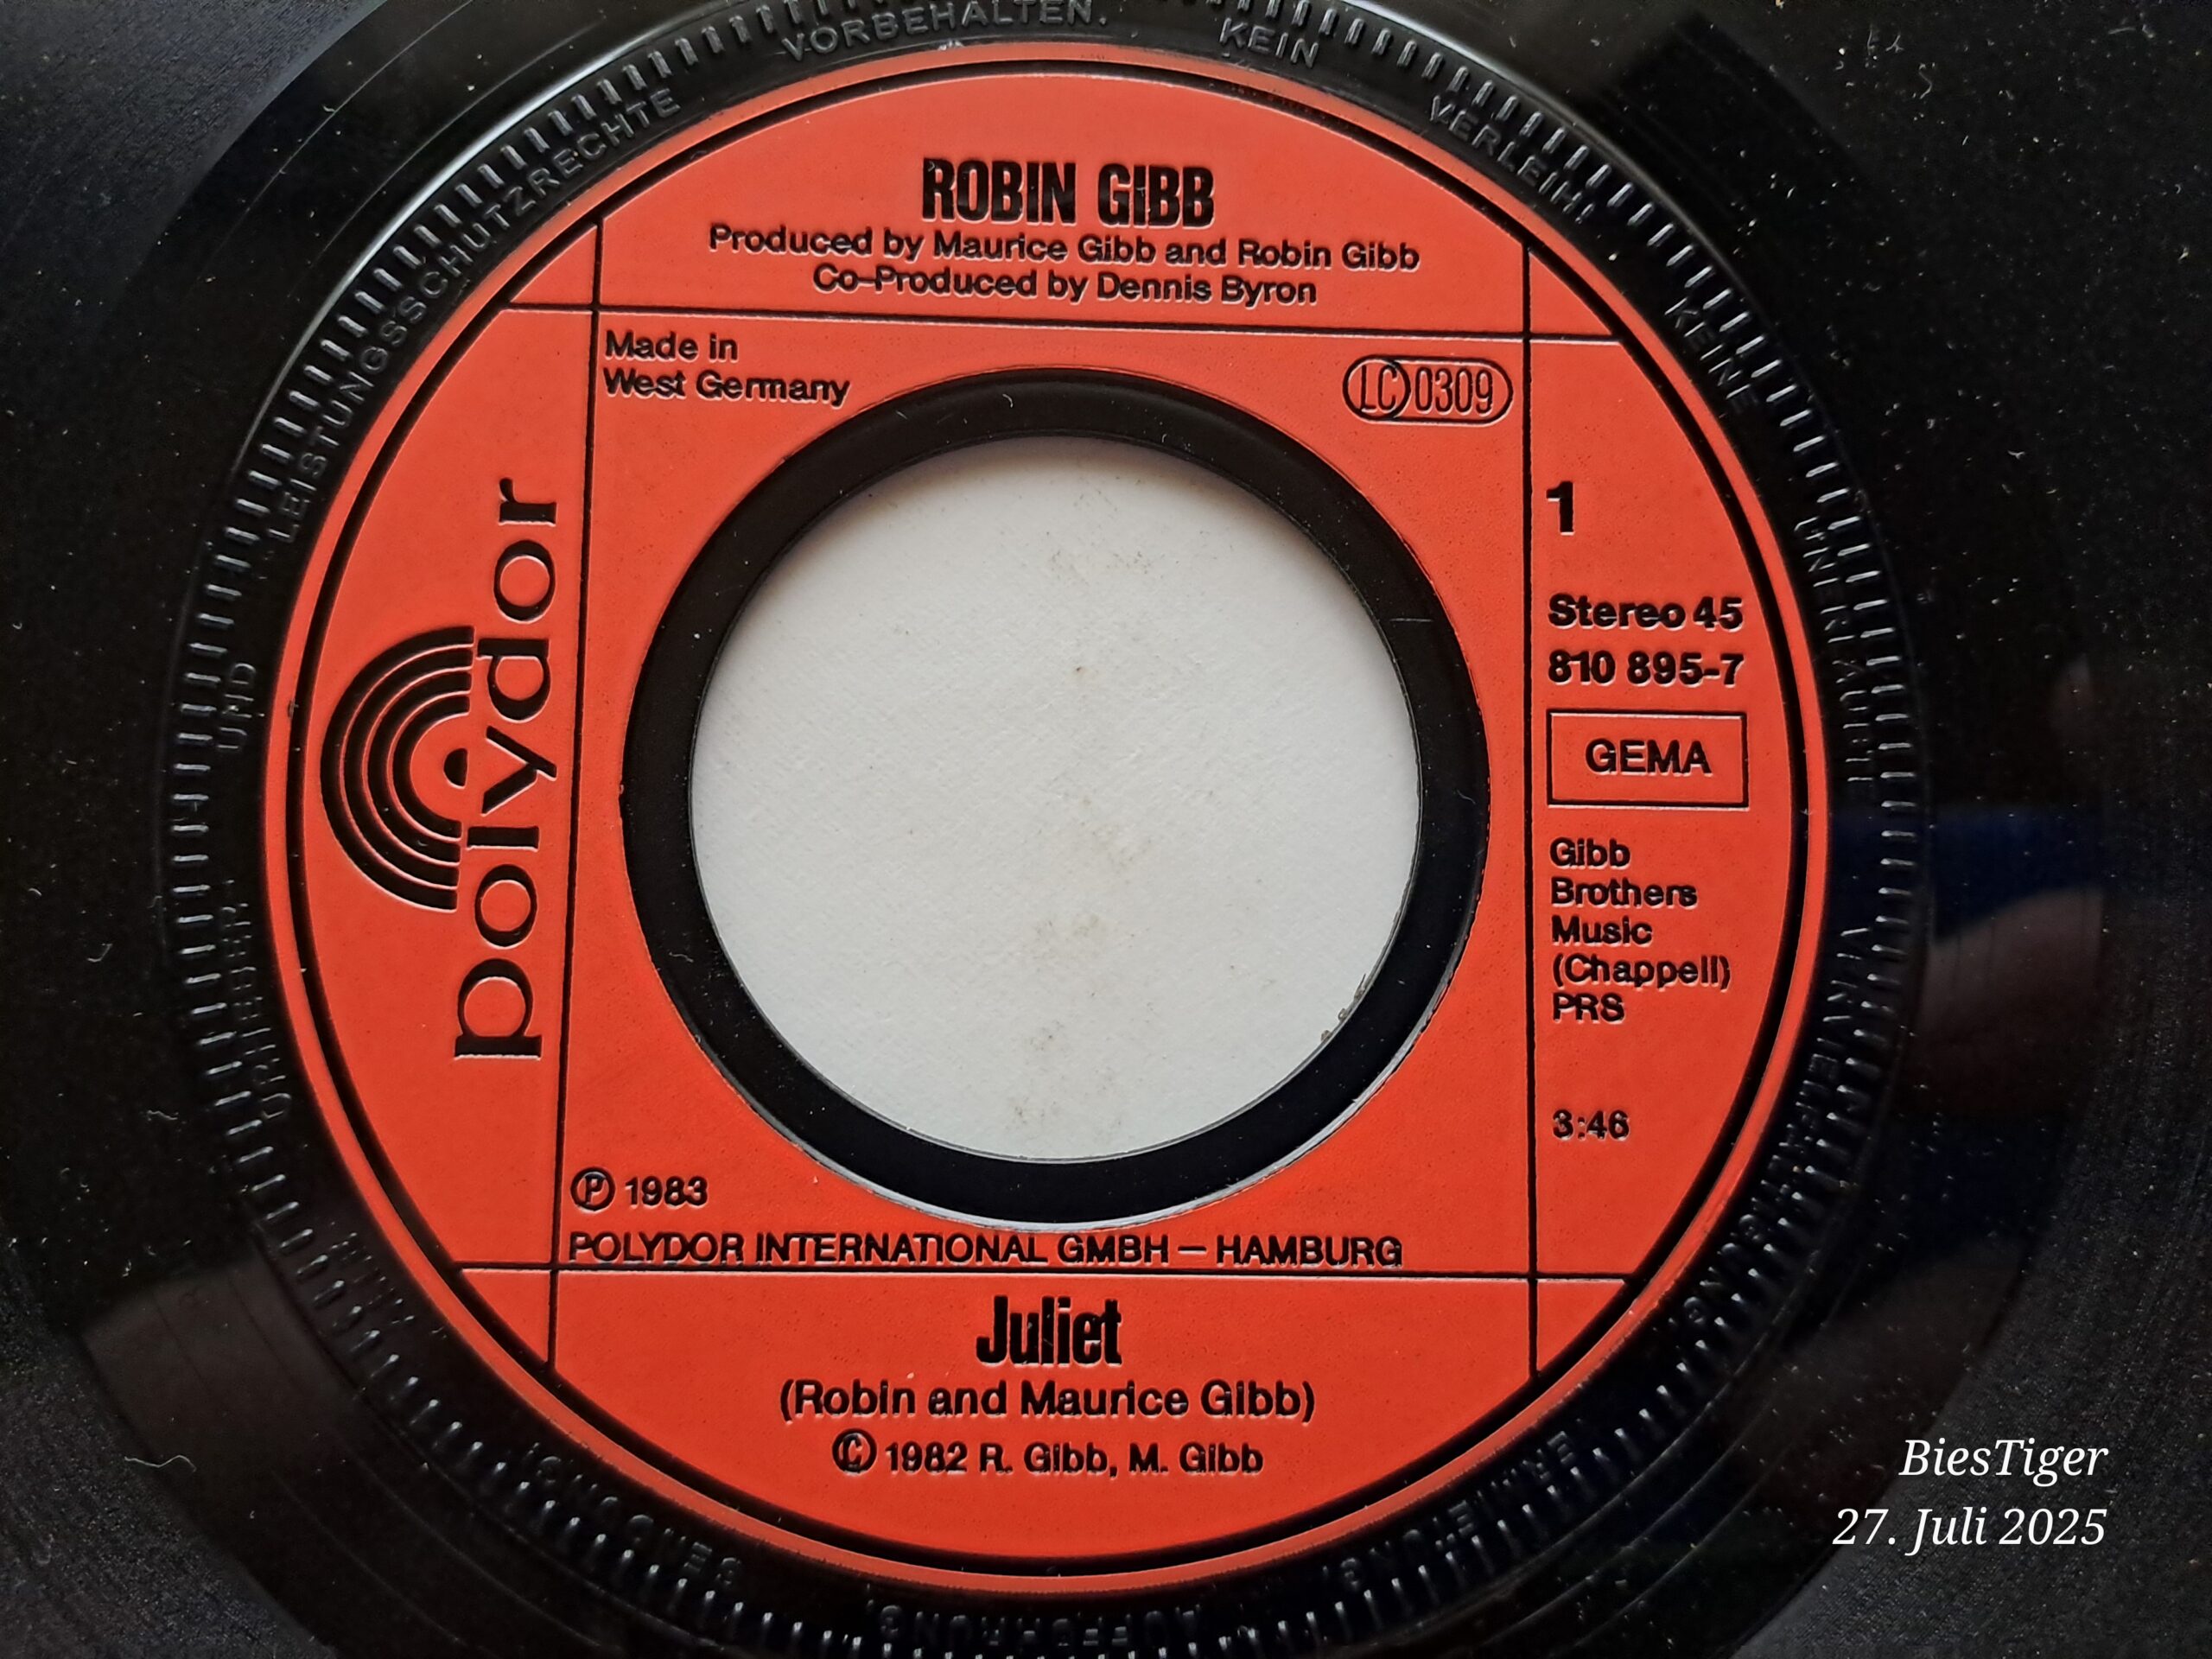 UND LEISTUNGSSCHUTZRECHTE VORBEHALTEN. KEIN VERLEIH! KEINE
ROBIN GIBB
Produced by Maurice Gibb and Robin Gibb
Co-Produced by Dennis Byron
Made in
West Germany
LC 0309
polydor
1
Stereo 45
810 895-7
GEMA
Gibb
Brothers
Music
(Chappell)
PRS
3:46
Ⓟ 1983
POLYDOR INTERNATIONAL GMBH – HAMBURG
Juliet
(Robin and Maurice Gibb)
© 1982 R. Gibb, M. Gibb
BiesTiger
27. Juli 2025